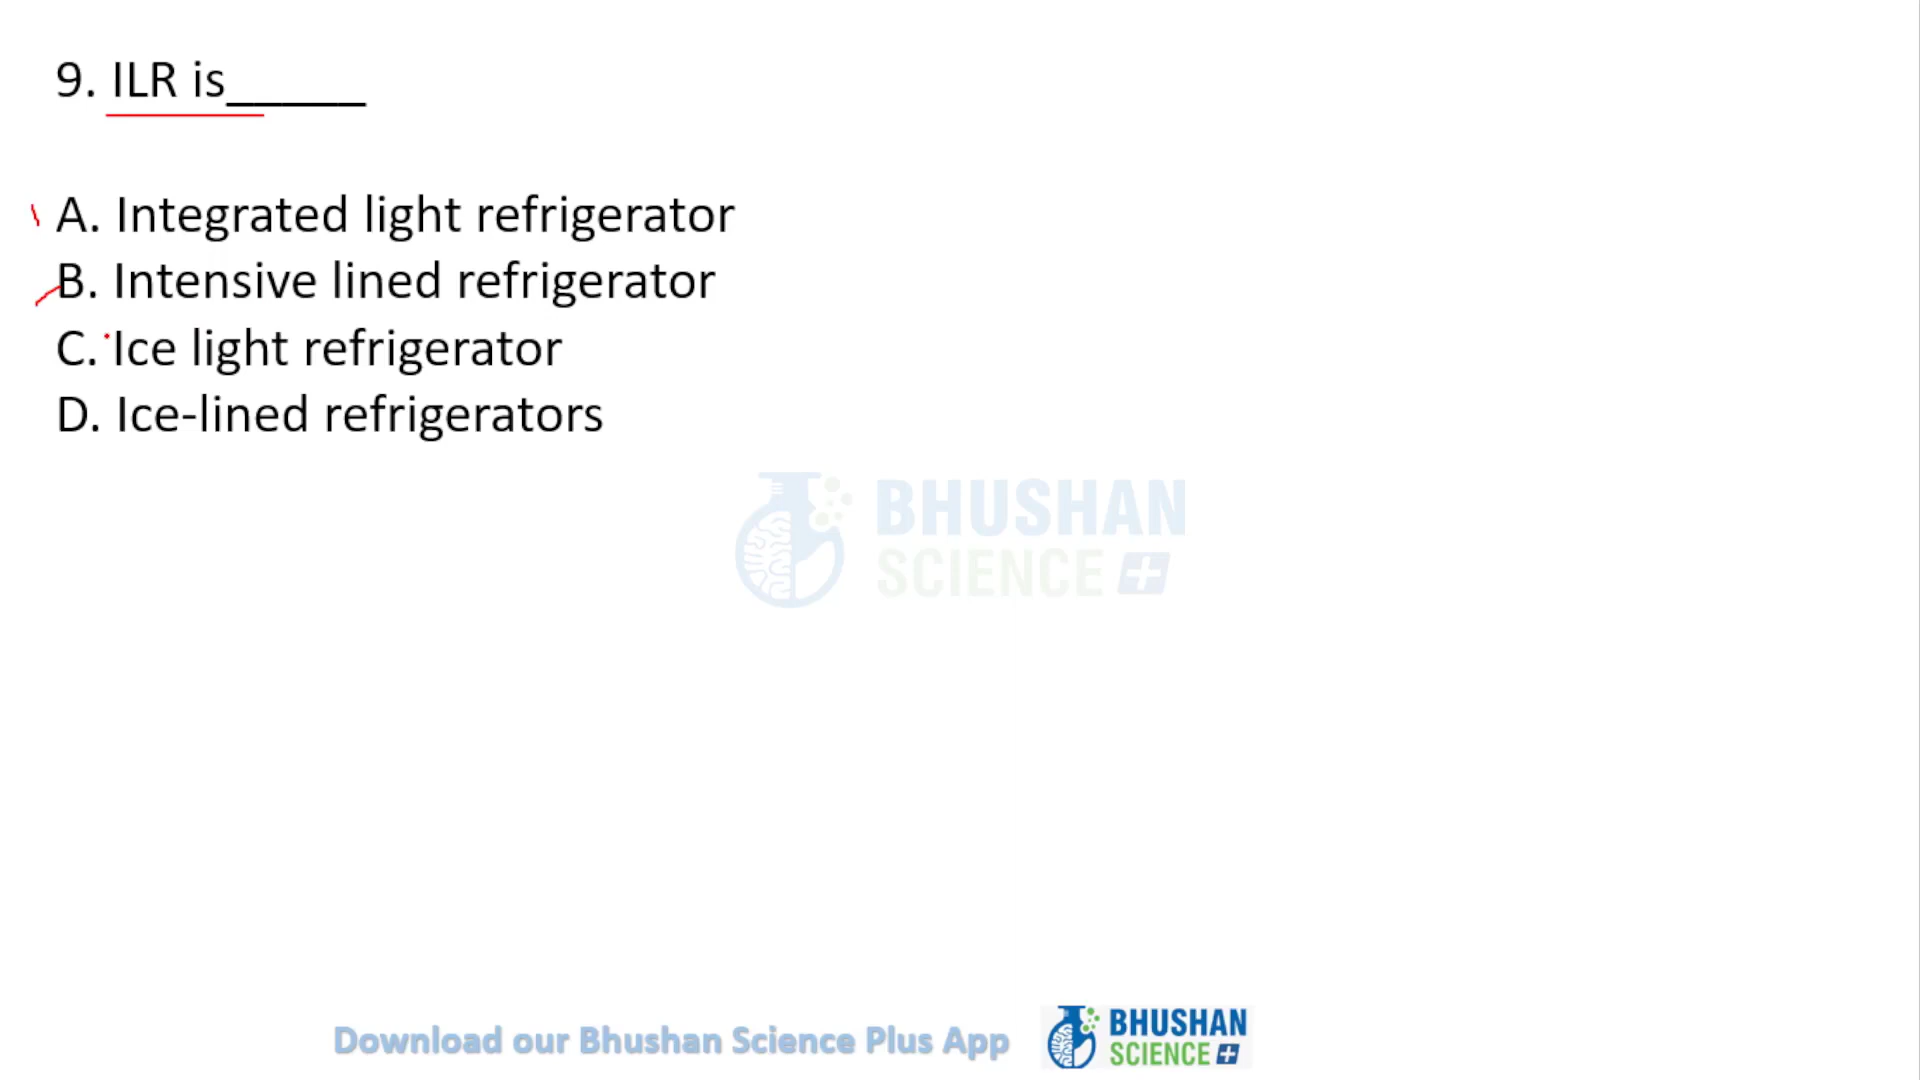 9. ILR is_____
A. Integrated light refrigerator
B. Intensive lined refrigerator
C. Ice light refrigerator
D. Ice-lined refrigerators
BHUSHAN
SCIENCE
Download our Bhushan Science Plus App
BHUSHAN
SCIENCE